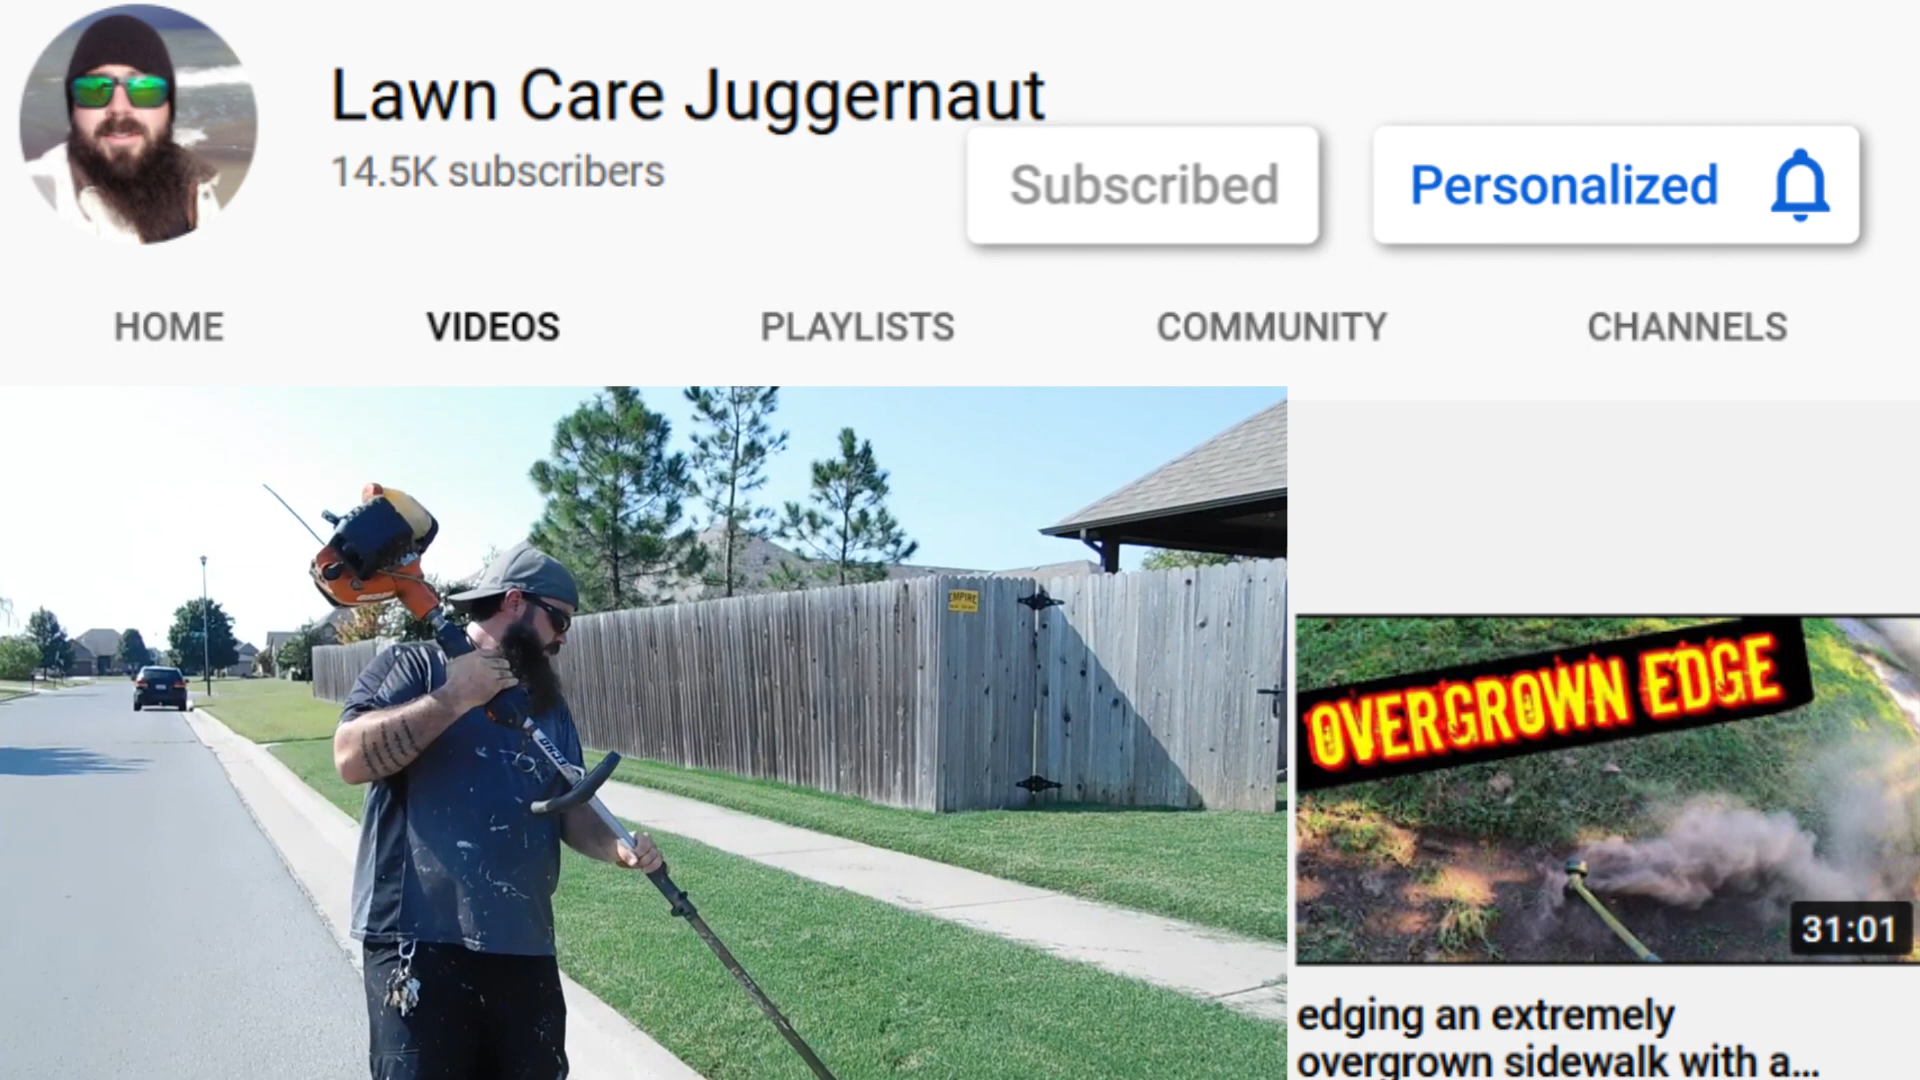 Lawn Care Juggernaut
14.5K subscribers
Subscribed
Personalized
HOME
VIDEOS
PLAYLISTS
COMMUNITY
CHANNELS
EMPIRE
OVERGROWN EDGE
31:01
edging an extremely
overgrown sidewalk with a...